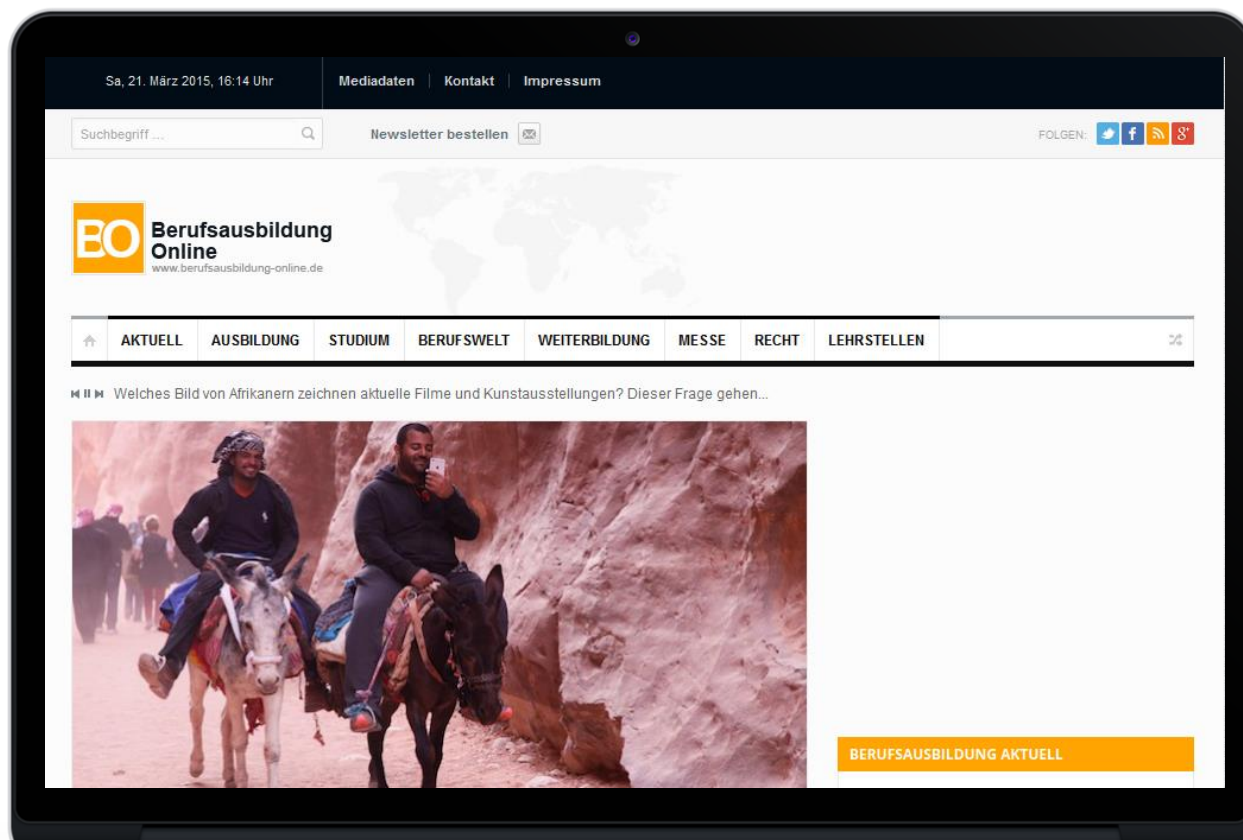 Sa, 21. März 2015, 16:14 Uhr
Mediadaten | Kontakt | Impressum
Suchbegriff ...
Newsletter bestellen
FOLGEN:
BO
Berufsausbildung
Online
www.berufsausbildung-online.de
AKTUELL AUSBILDUNG STUDIUM BERUFSWELT WEITERBILDUNG MESSE RECHT LEHRSTELLEN
Welches Bild von Afrikanern zeichnen aktuelle Filme und Kunstausstellungen? Dieser Frage gehen...
BERUFSAUSBILDUNG AKTUELL